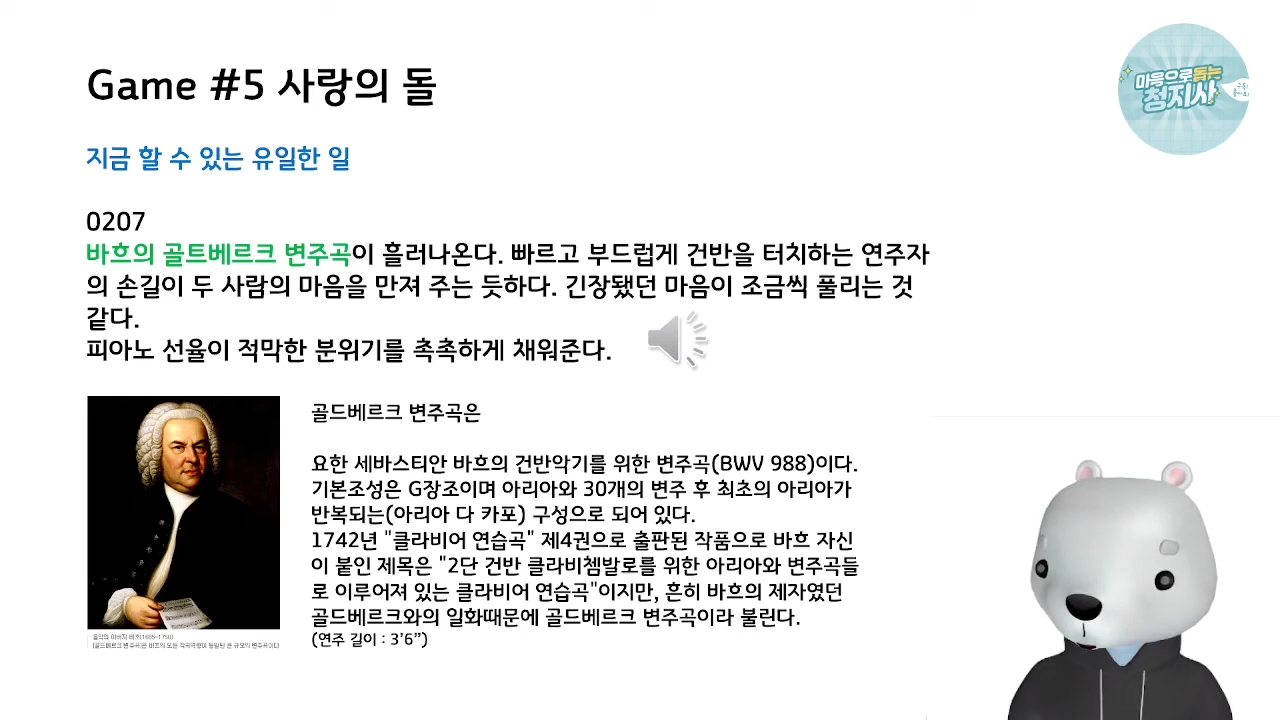 Game #5 사랑의 돌
마음으로돕는
청지사
지금 할 수 있는 유일한 일
0207
바흐의 골트베르크 변주곡이 흘러나온다. 빠르고 부드럽게 건반을 터치하는 연주자
의 손길이 두 사람의 마음을 만져 주는 듯하다. 긴장됐던 마음이 조금씩 풀리는 것
같다.
피아노 선율이 적막한 분위기를 촉촉하게 채워준다.
골드베르크 변주곡은
요한 세바스티안 바흐의 건반악기를 위한 변주곡(BWV 988)이다.
기본조성은 G장조이며 아리아와 30개의 변주 후 최초의 아리아가
반복되는(아리아 다 카포) 구성으로 되어 있다.
1742년 "클라비어 연습곡" 제4권으로 출판된 작품으로 바흐 자신
이 붙인 제목은 "2단 건반 클라비쳄발로를 위한 아리아와 변주곡들
로 이루어져 있는 클라비어 연습곡"이지만, 흔히 바흐의 제자였던
골드베르크와의 일화때문에 골드베르크 변주곡이라 불린다.
(연주 길이 : 3’6”)
음악의 아버지 바흐(1685~1750)